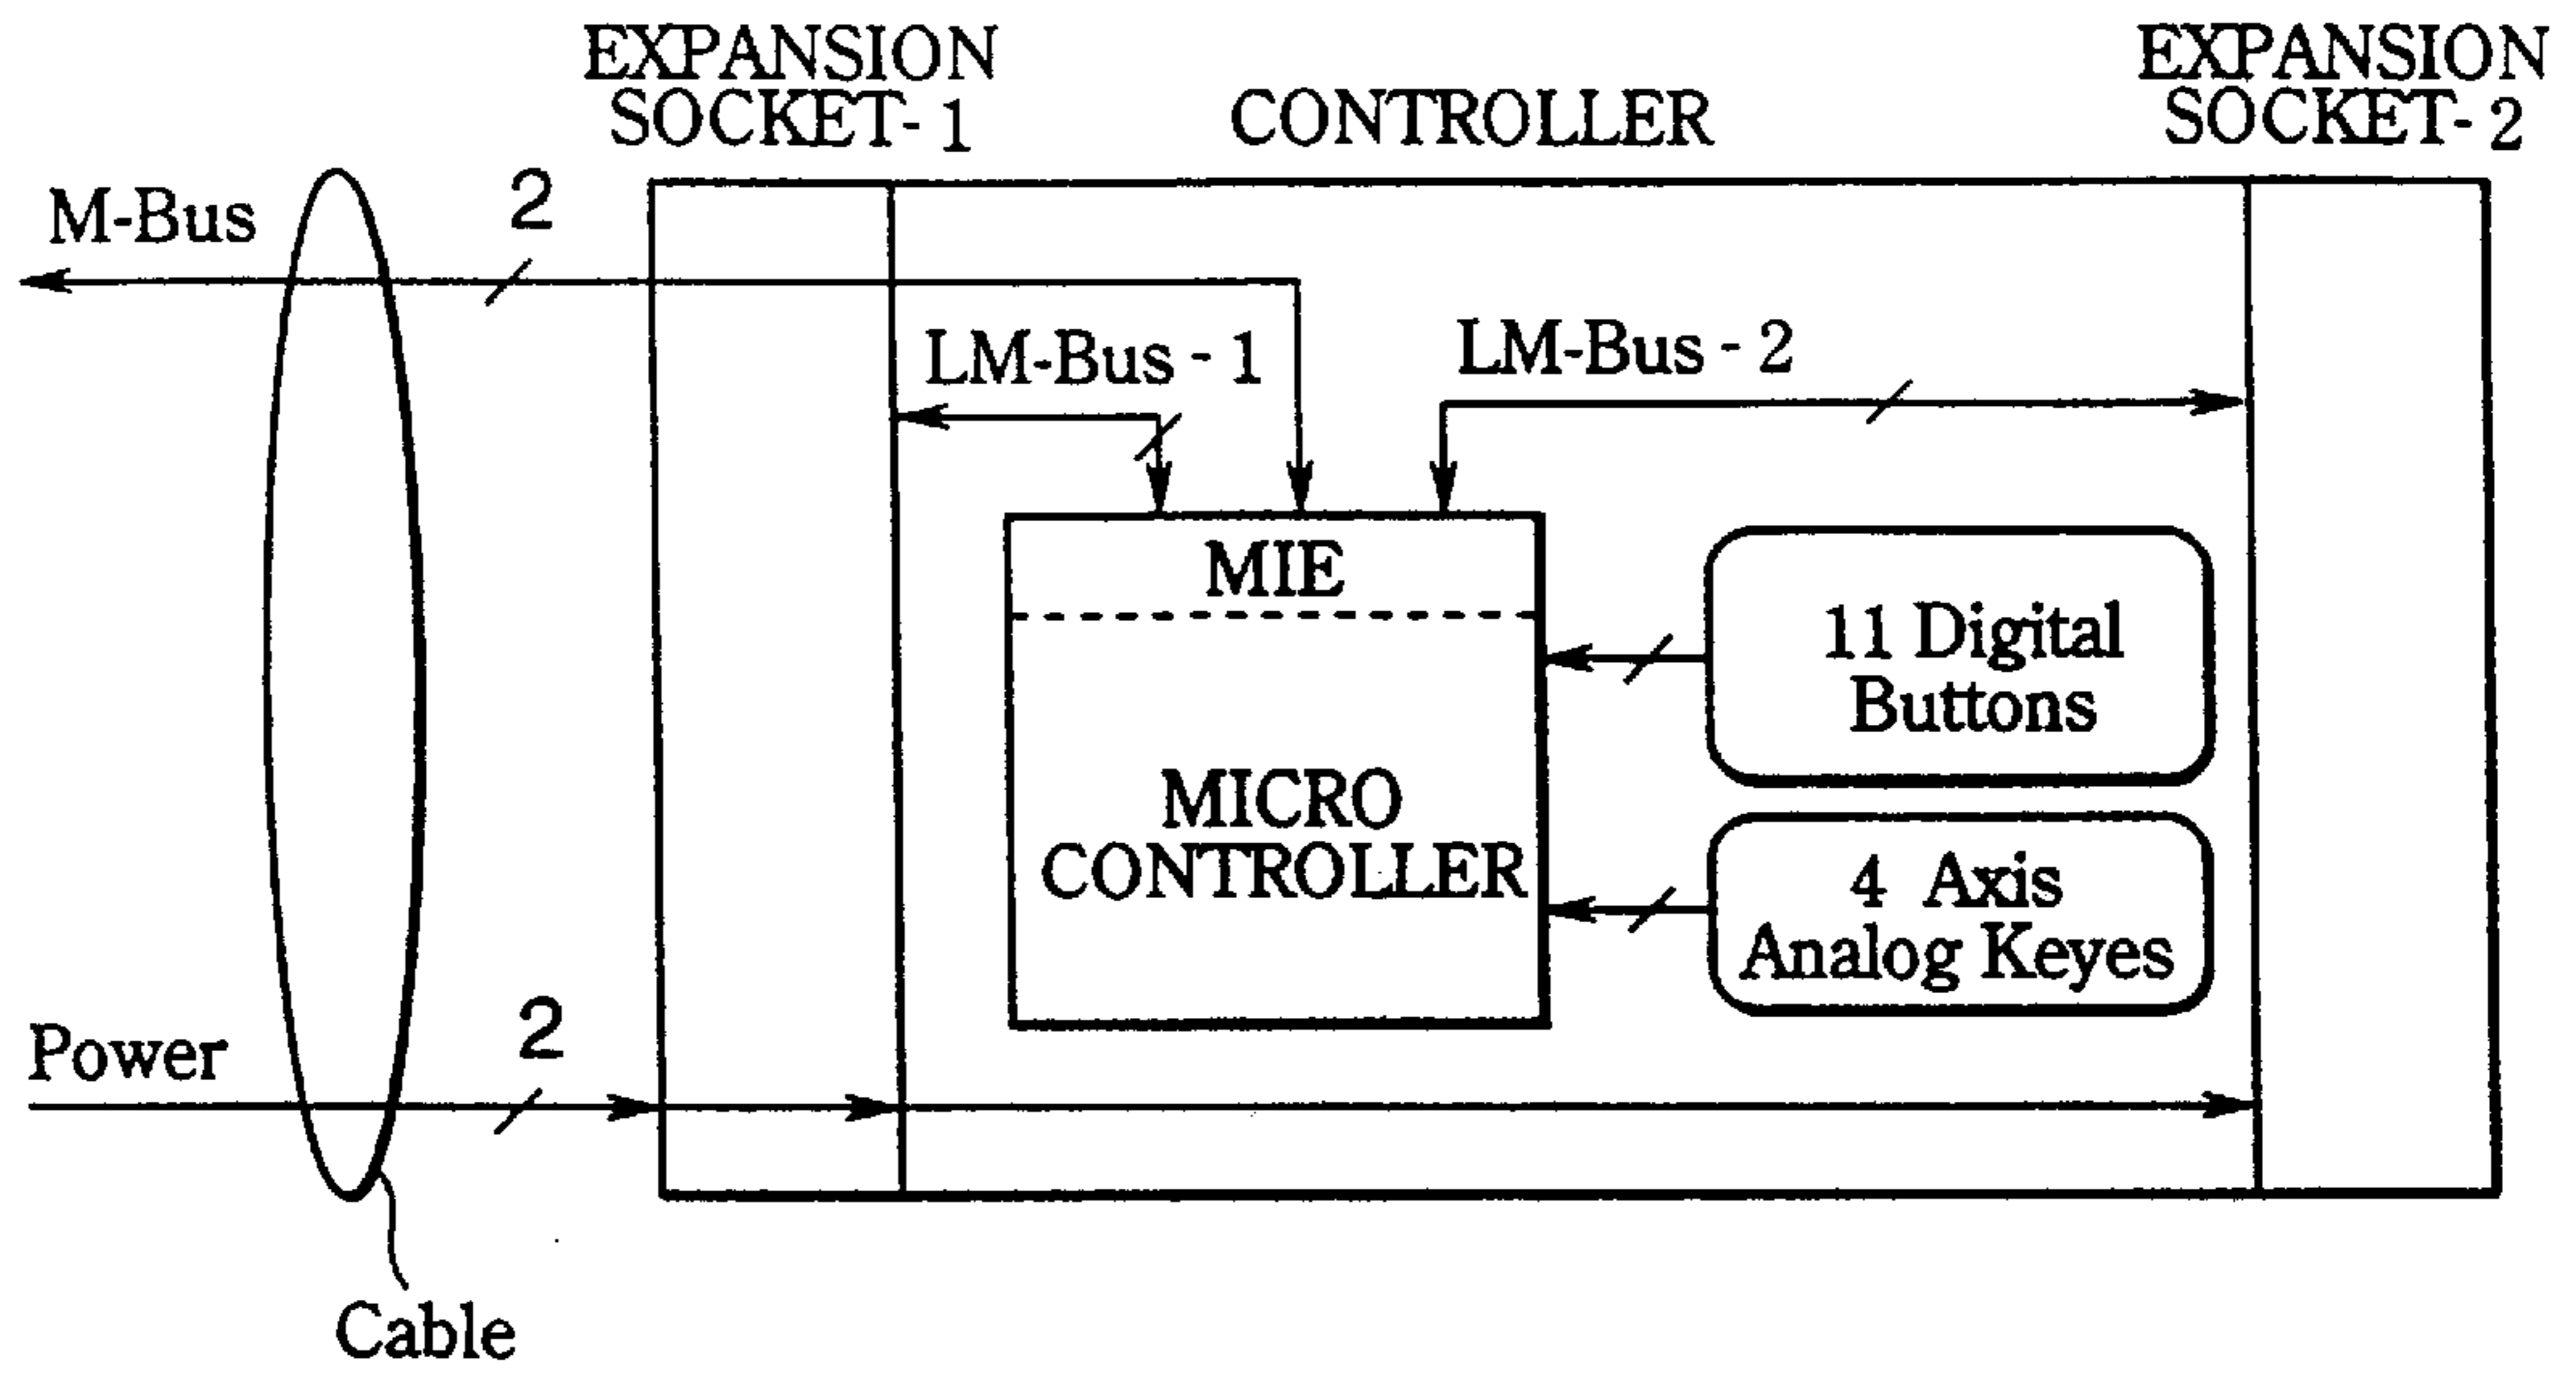 EXPANSION
SOCKET-1
CONTROLLER
EXPANSION
SOCKET-2
M-Bus
2
LM-Bus - 1
LM-Bus - 2
MIE
11 Digital
Buttons
MICRO
CONTROLLER
4 Axis
Analog Keyes
Power
2
Cable